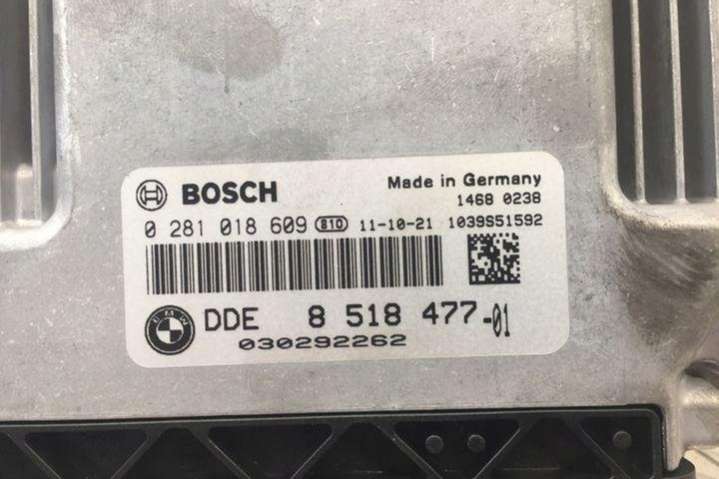 BOSCH
Made in Germany
1468 0238
0 281 018 609 810 11-10-21 1039S51592
BMW
DDE 8 518 477-01
030292262